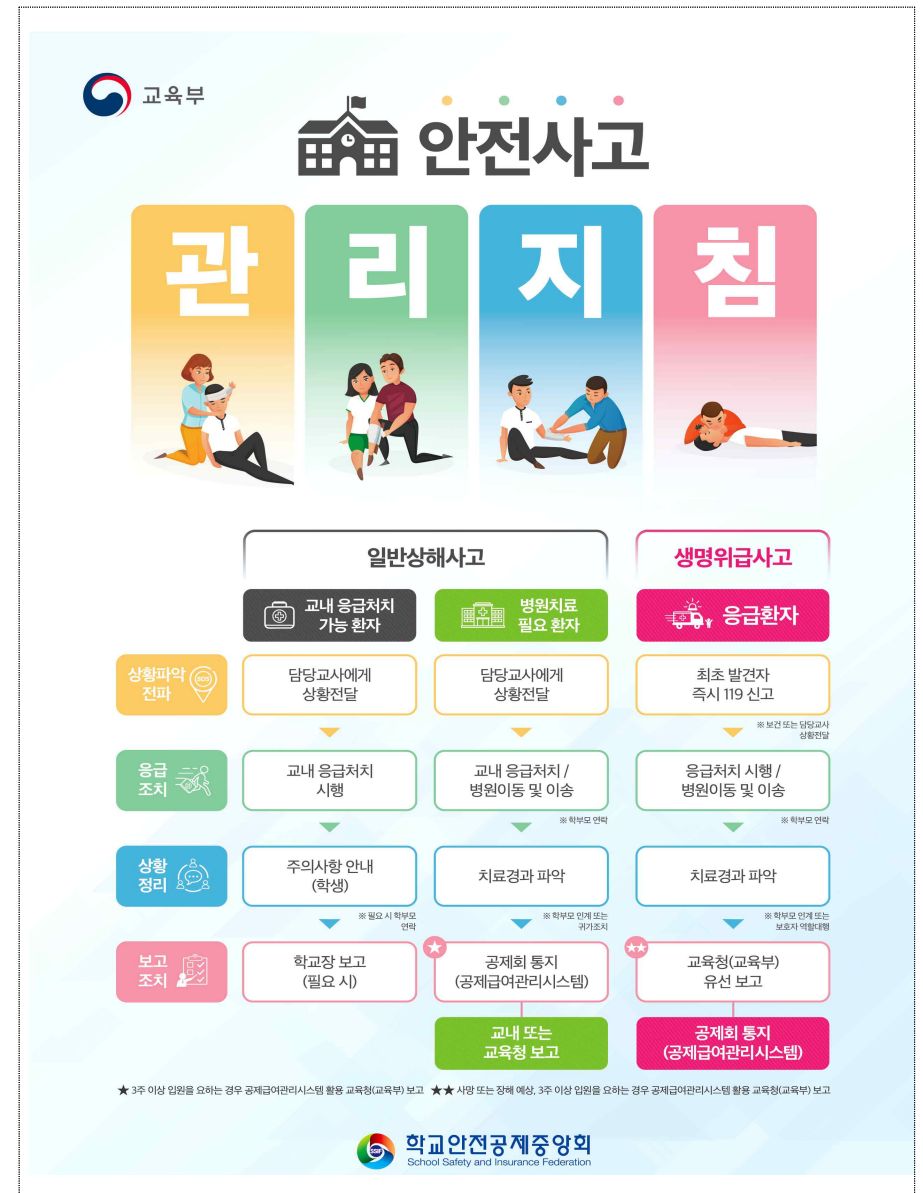 교육부
안전사고
관리지침
일반상해사고
생명위급사고
교내 응급처치
가능 환자
병원치료
필요 환자
응급환자
상황파악
전파
SOS
담당교사에게
상황전달
담당교사에게
상황전달
최초 발견자
즉시 119 신고
※ 보건 또는 담당교사
상황전달
응급
조치
교내 응급처치
시행
교내 응급처치 /
병원이동 및 이송
※ 학부모 연락
응급처치 시행 /
병원이동 및 이송
※ 학부모 연락
상황
정리
주의사항 안내
(학생)
※ 필요 시 학부모
연락
치료경과 파악
※ 학부모 인계 또는
귀가조치
치료경과 파악
※ 학부모 인계 또는
보호자 역할대행
보고
조치
학교장 보고
(필요 시)
★
공제회 통지
(공제급여관리시스템)
★★
교육청(교육부)
유선 보고
교내 또는
교육청 보고
공제회 통지
(공제급여관리시스템)
★ 3주 이상 입원을 요하는 경우 공제급여관리시스템 활용 교육청(교육부) 보고 ★★ 사망 또는 장해 예상, 3주 이상 입원을 요하는 경우 공제급여관리시스템 활용 교육청(교육부) 보고
SSIF
학교안전공제중앙회
School Safety and Insurance Federation